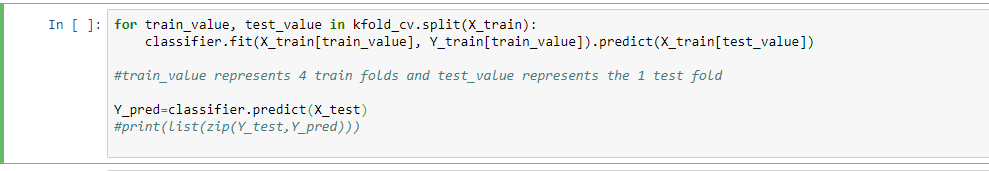 In [ ]: for train_value, test_value in kfold_cv.split(X_train):
classifier.fit(X_train[train_value], Y_train[train_value]).predict(X_train[test_value])
#train_value represents 4 train folds and test_value represents the 1 test fold
Y_pred=classifier.predict(X_test)
#print(list(zip(Y_test,Y_pred)))